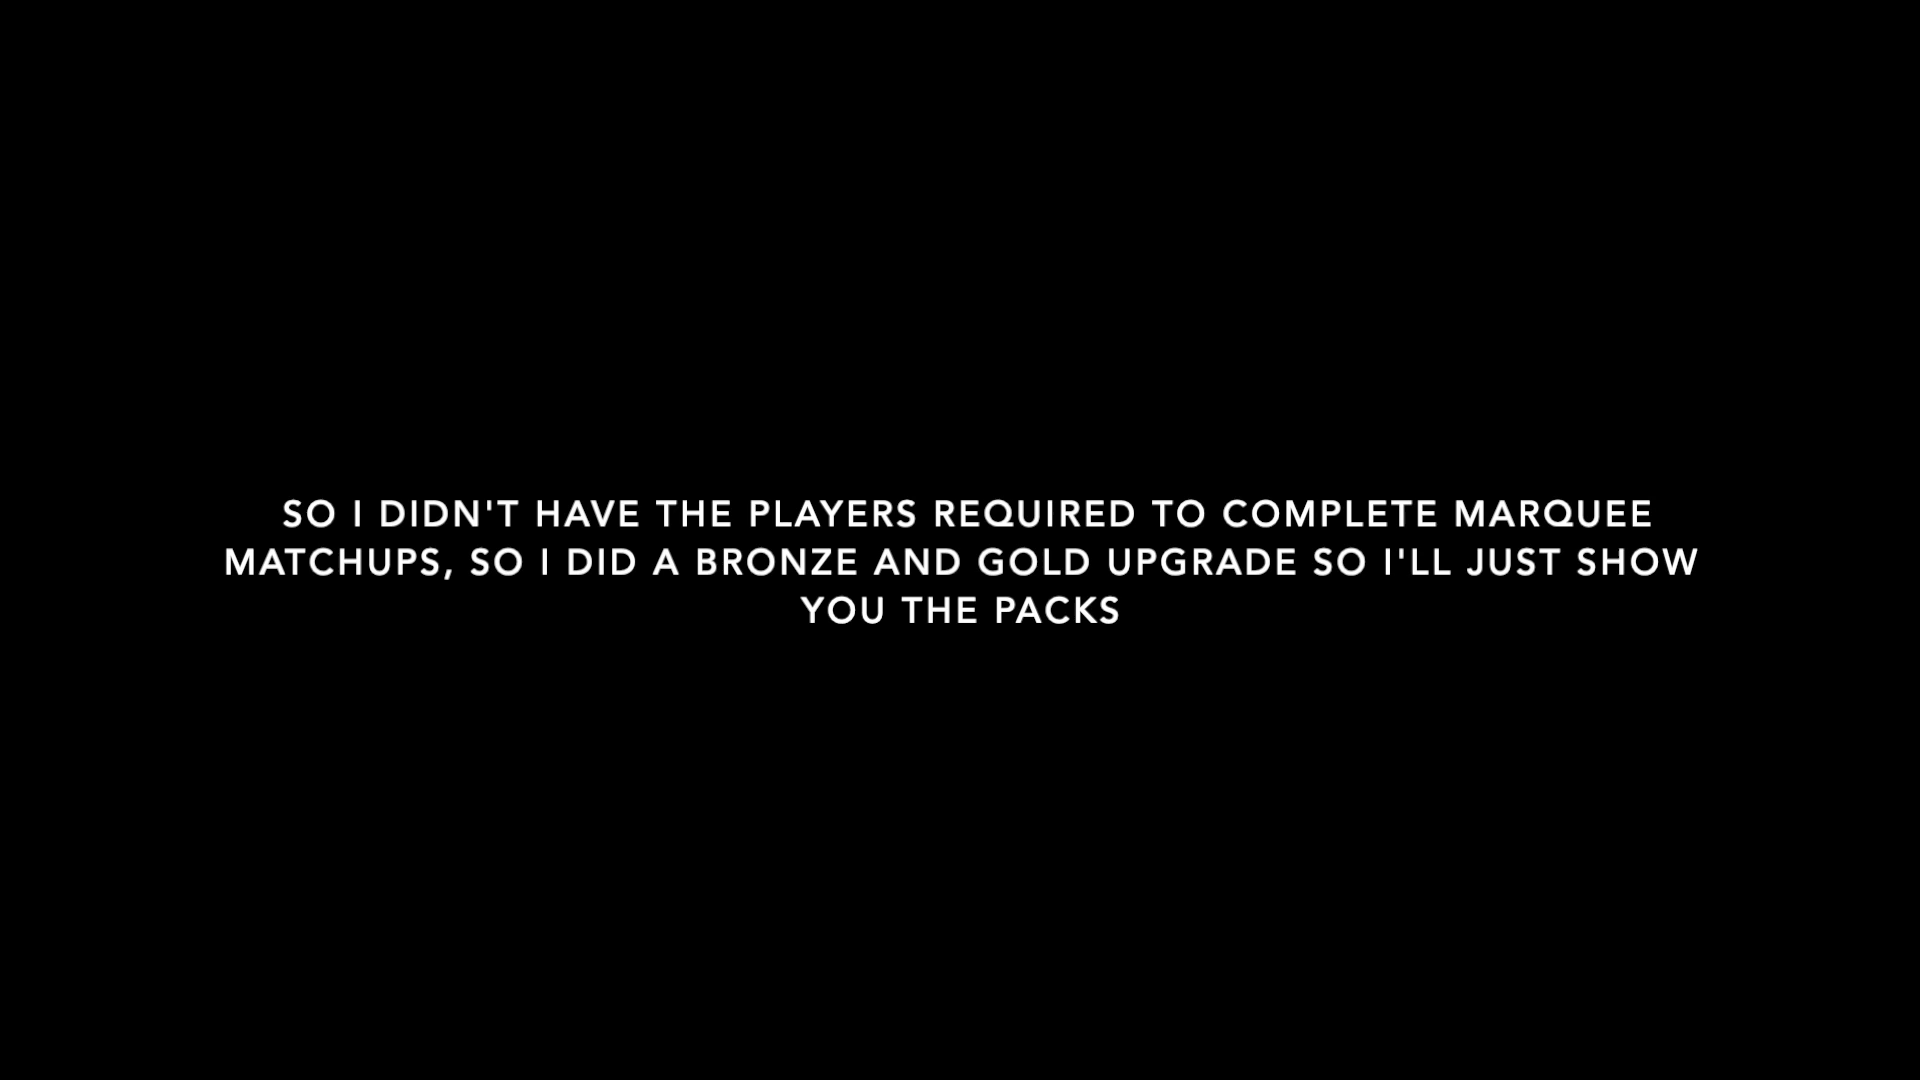 SO I DIDN'T HAVE THE PLAYERS REQUIRED TO COMPLETE MARQUEE
MATCHUPS, SO I DID A BRONZE AND GOLD UPGRADE SO I'LL JUST SHOW
YOU THE PACKS